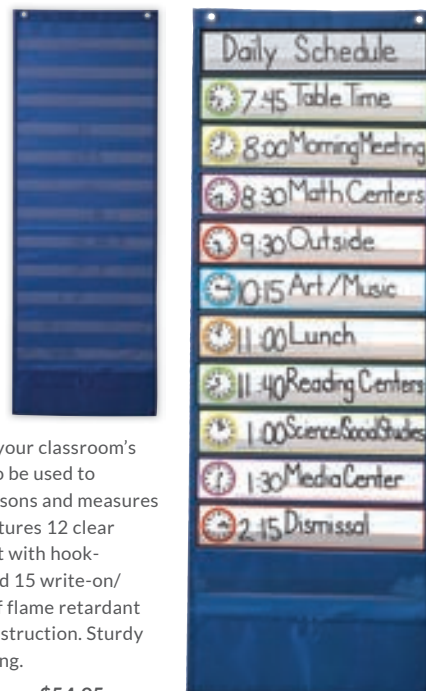 Daily Schedule
7:45 Table Time
8:00 Morning Meeting
8:30 Math Centers
9:30 Outside
10:15 Art/Music
11:00 Lunch
11:40 Reading Centers
1:00 Science/Social Studies
1:30 Media Center
2:15 Dismissal
your classroom's
be used to
sons and measures
tures 12 clear
t with hook-
d 15 write-on/
f flame retardant
struction. Sturdy
ng.
$54.95